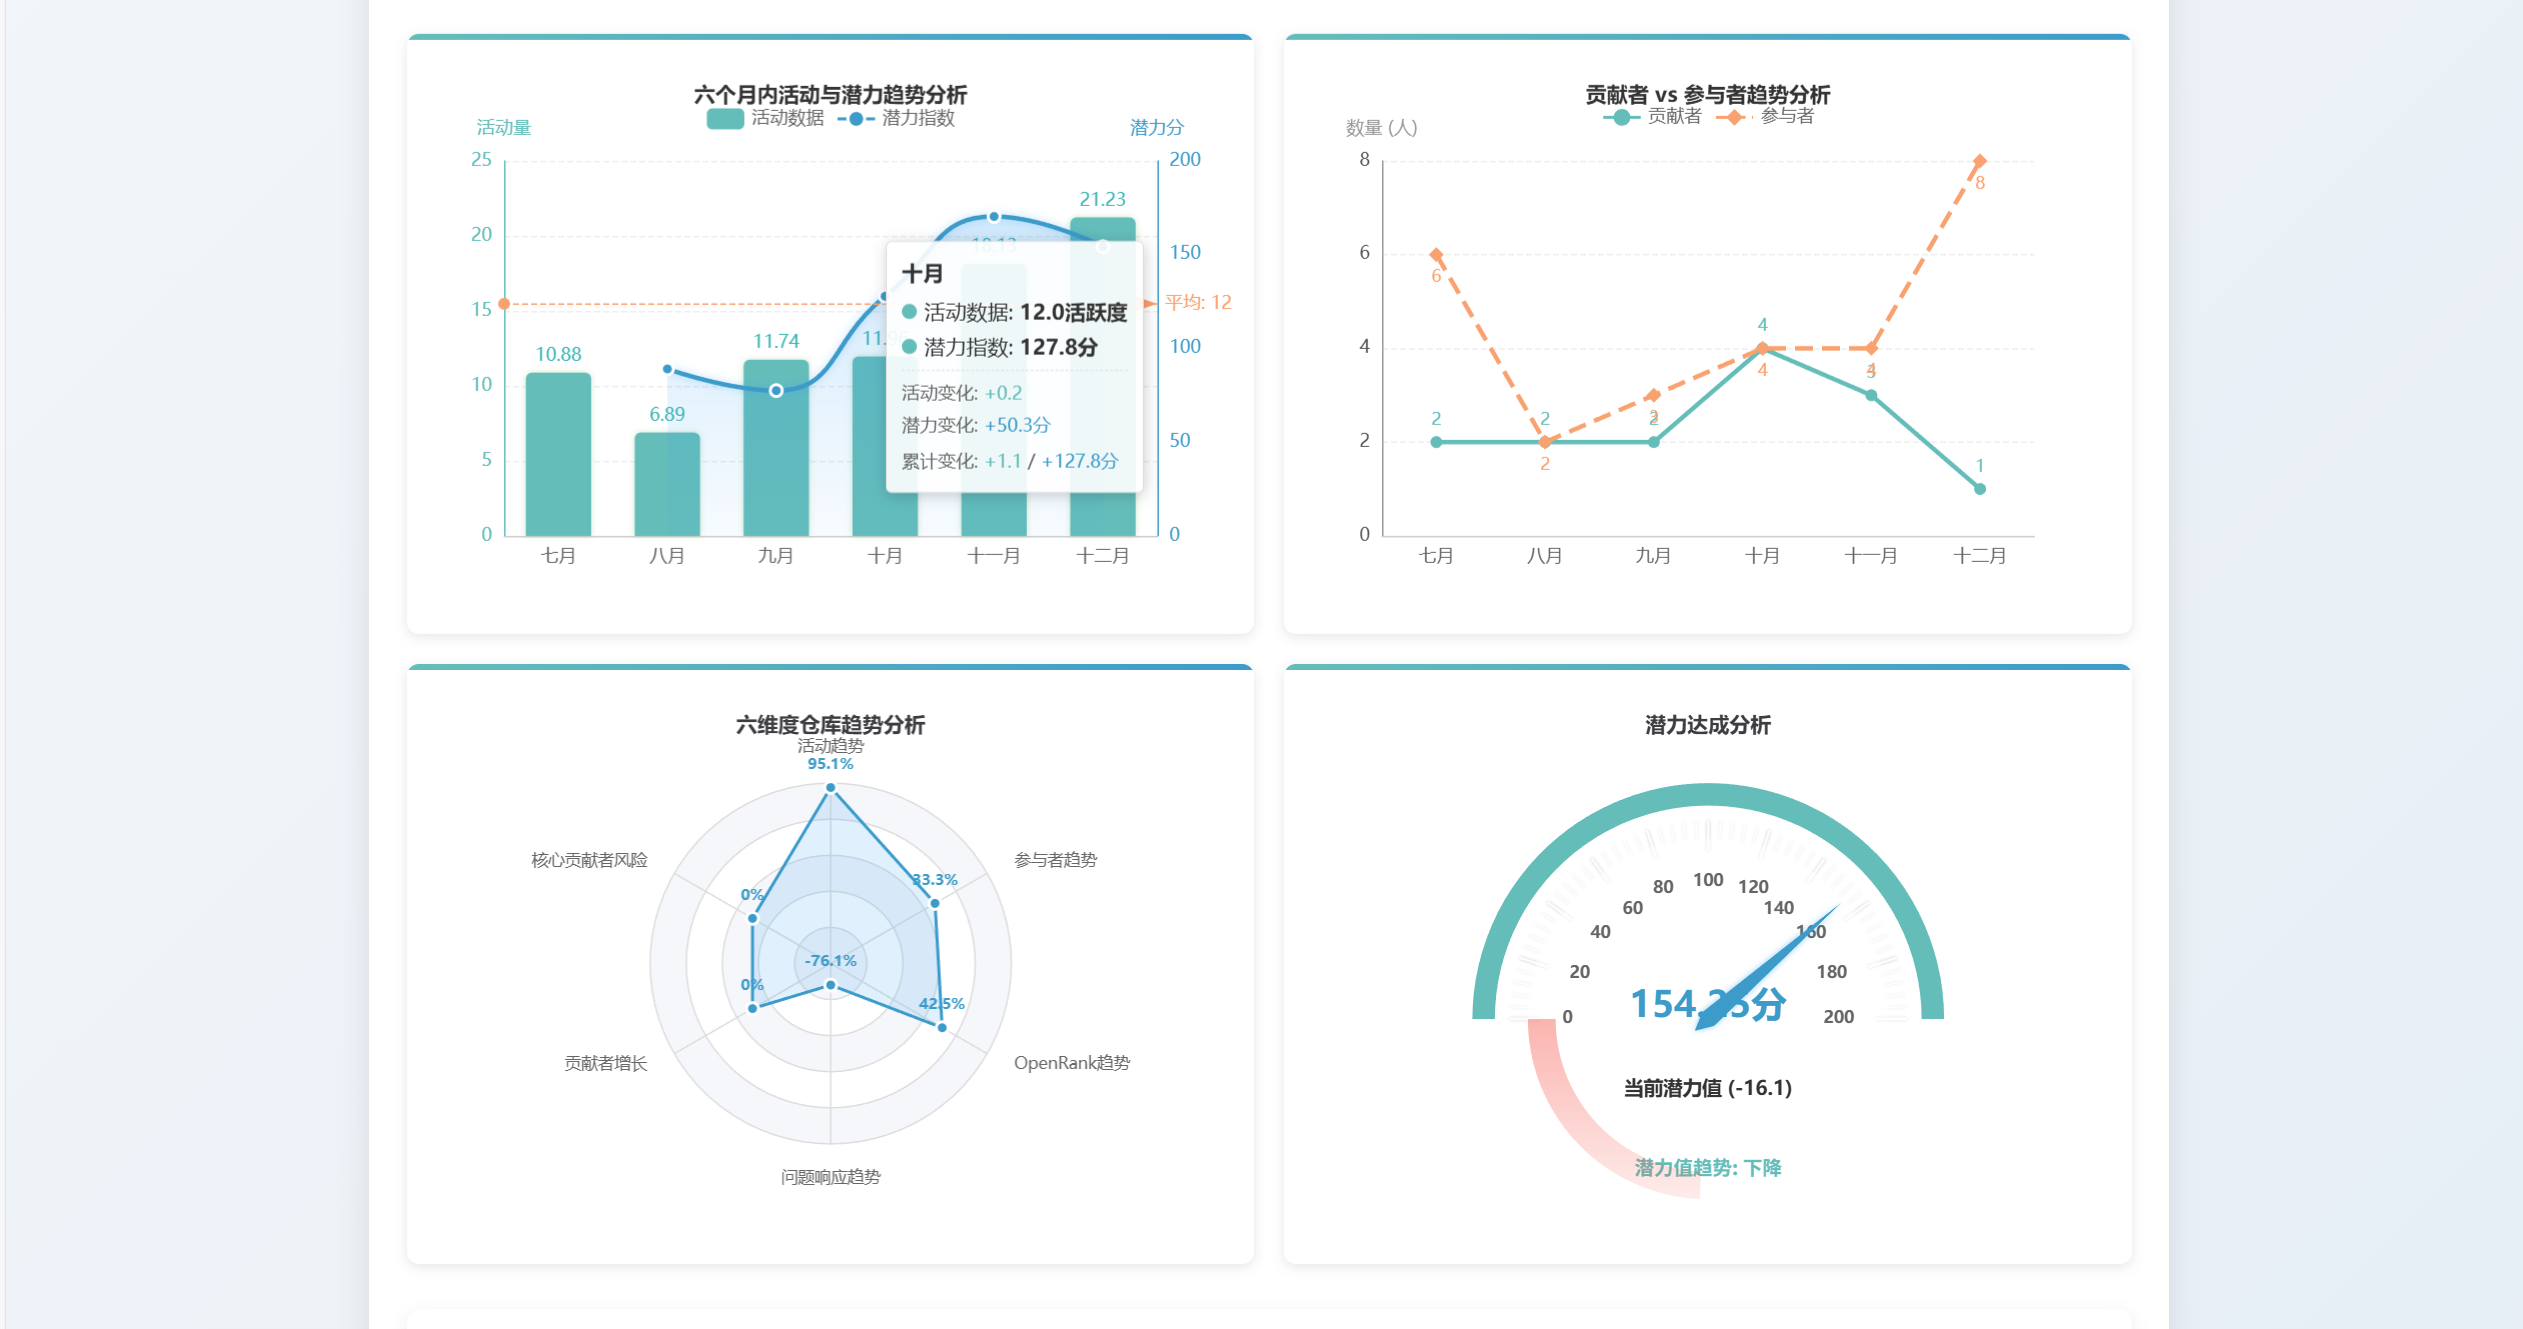 六个月内活动与潜力趋势分析
活动数据 潜力指数
活动量
潜力分
25
20
15
10
5
0
200
150
100
50
0
10.88
6.89
11.74
21.23
平均: 12
十月
活动数据: 12.0活跃度
潜力指数: 127.8分
活动变化: +0.2
潜力变化: +50.3分
累计变化: +1.1 / +127.8分
七月 八月 九月 十月 十一月 十二月
贡献者 vs 参与者趋势分析
贡献者 参与者
数量 (人)
8
6
4
2
0
6
2
2
2
2
4
4
4
8
1
七月 八月 九月 十月 十一月 十二月
六维度仓库趋势分析
活动趋势
95.1%
核心贡献者风险
参与者趋势
0%
33.3%
-76.1%
0%
42.5%
贡献者增长
OpenRank趋势
问题响应趋势
潜力达成分析
0
20
40
60
80
100
120
140
160
180
200
154.25分
当前潜力值 (-16.1)
潜力值趋势: 下降